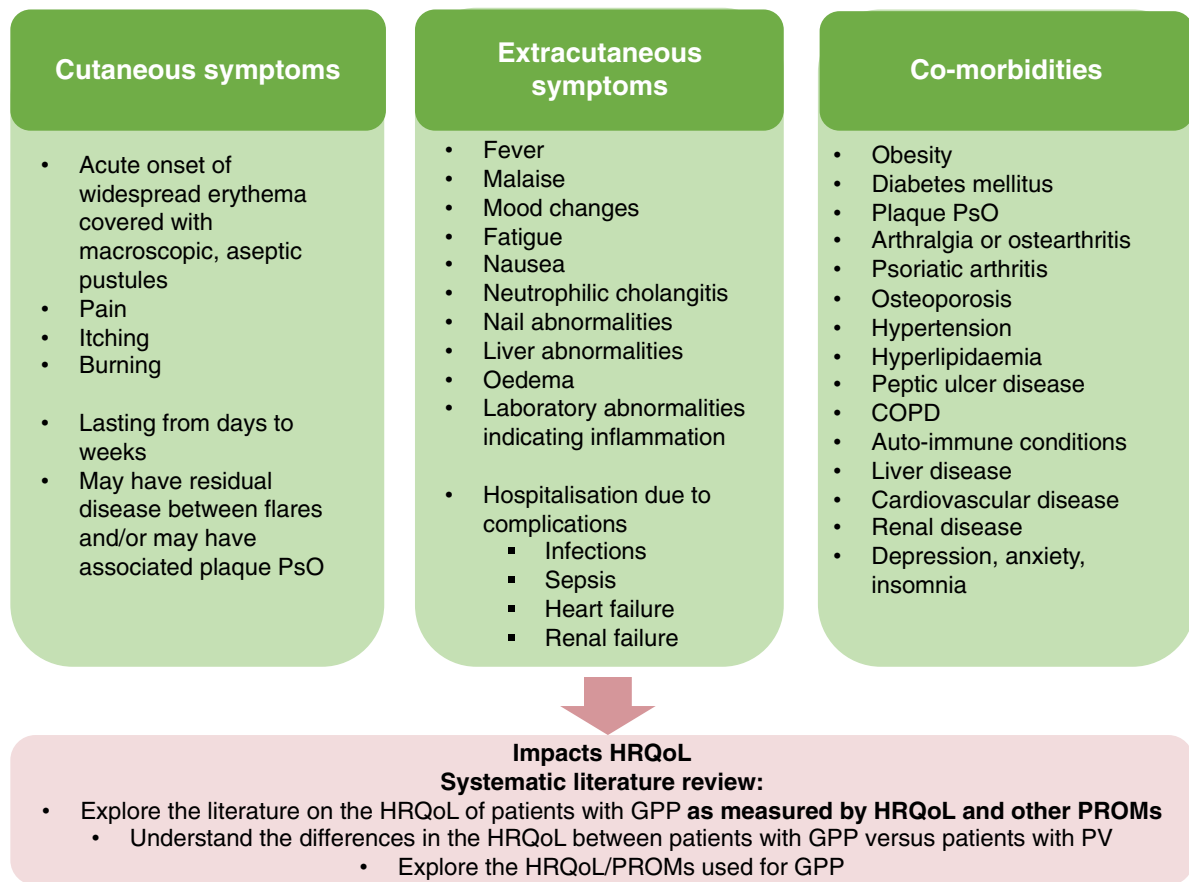 Cutaneous symptoms
• Acute onset of
widespread erythema
covered with
macroscopic, aseptic
pustules
• Pain
• Itching
• Burning
• Lasting from days to
weeks
• May have residual
disease between flares
and/or may have
associated plaque PsO
Extracutaneous
symptoms
• Fever
• Malaise
• Mood changes
• Fatigue
• Nausea
• Neutrophilic cholangitis
• Nail abnormalities
• Liver abnormalities
• Oedema
• Laboratory abnormalities
indicating inflammation
• Hospitalisation due to
complications
▪ Infections
▪ Sepsis
▪ Heart failure
▪ Renal failure
Co-morbidities
• Obesity
• Diabetes mellitus
• Plaque PsO
• Arthralgia or ostearthritis
• Psoriatic arthritis
• Osteoporosis
• Hypertension
• Hyperlipidaemia
• Peptic ulcer disease
• COPD
• Auto-immune conditions
• Liver disease
• Cardiovascular disease
• Renal disease
• Depression, anxiety,
insomnia
Impacts HRQoL
Systematic literature review:
• Explore the literature on the HRQoL of patients with GPP as measured by HRQoL and other PROMs
• Understand the differences in the HRQoL between patients with GPP versus patients with PV
• Explore the HRQoL/PROMs used for GPP